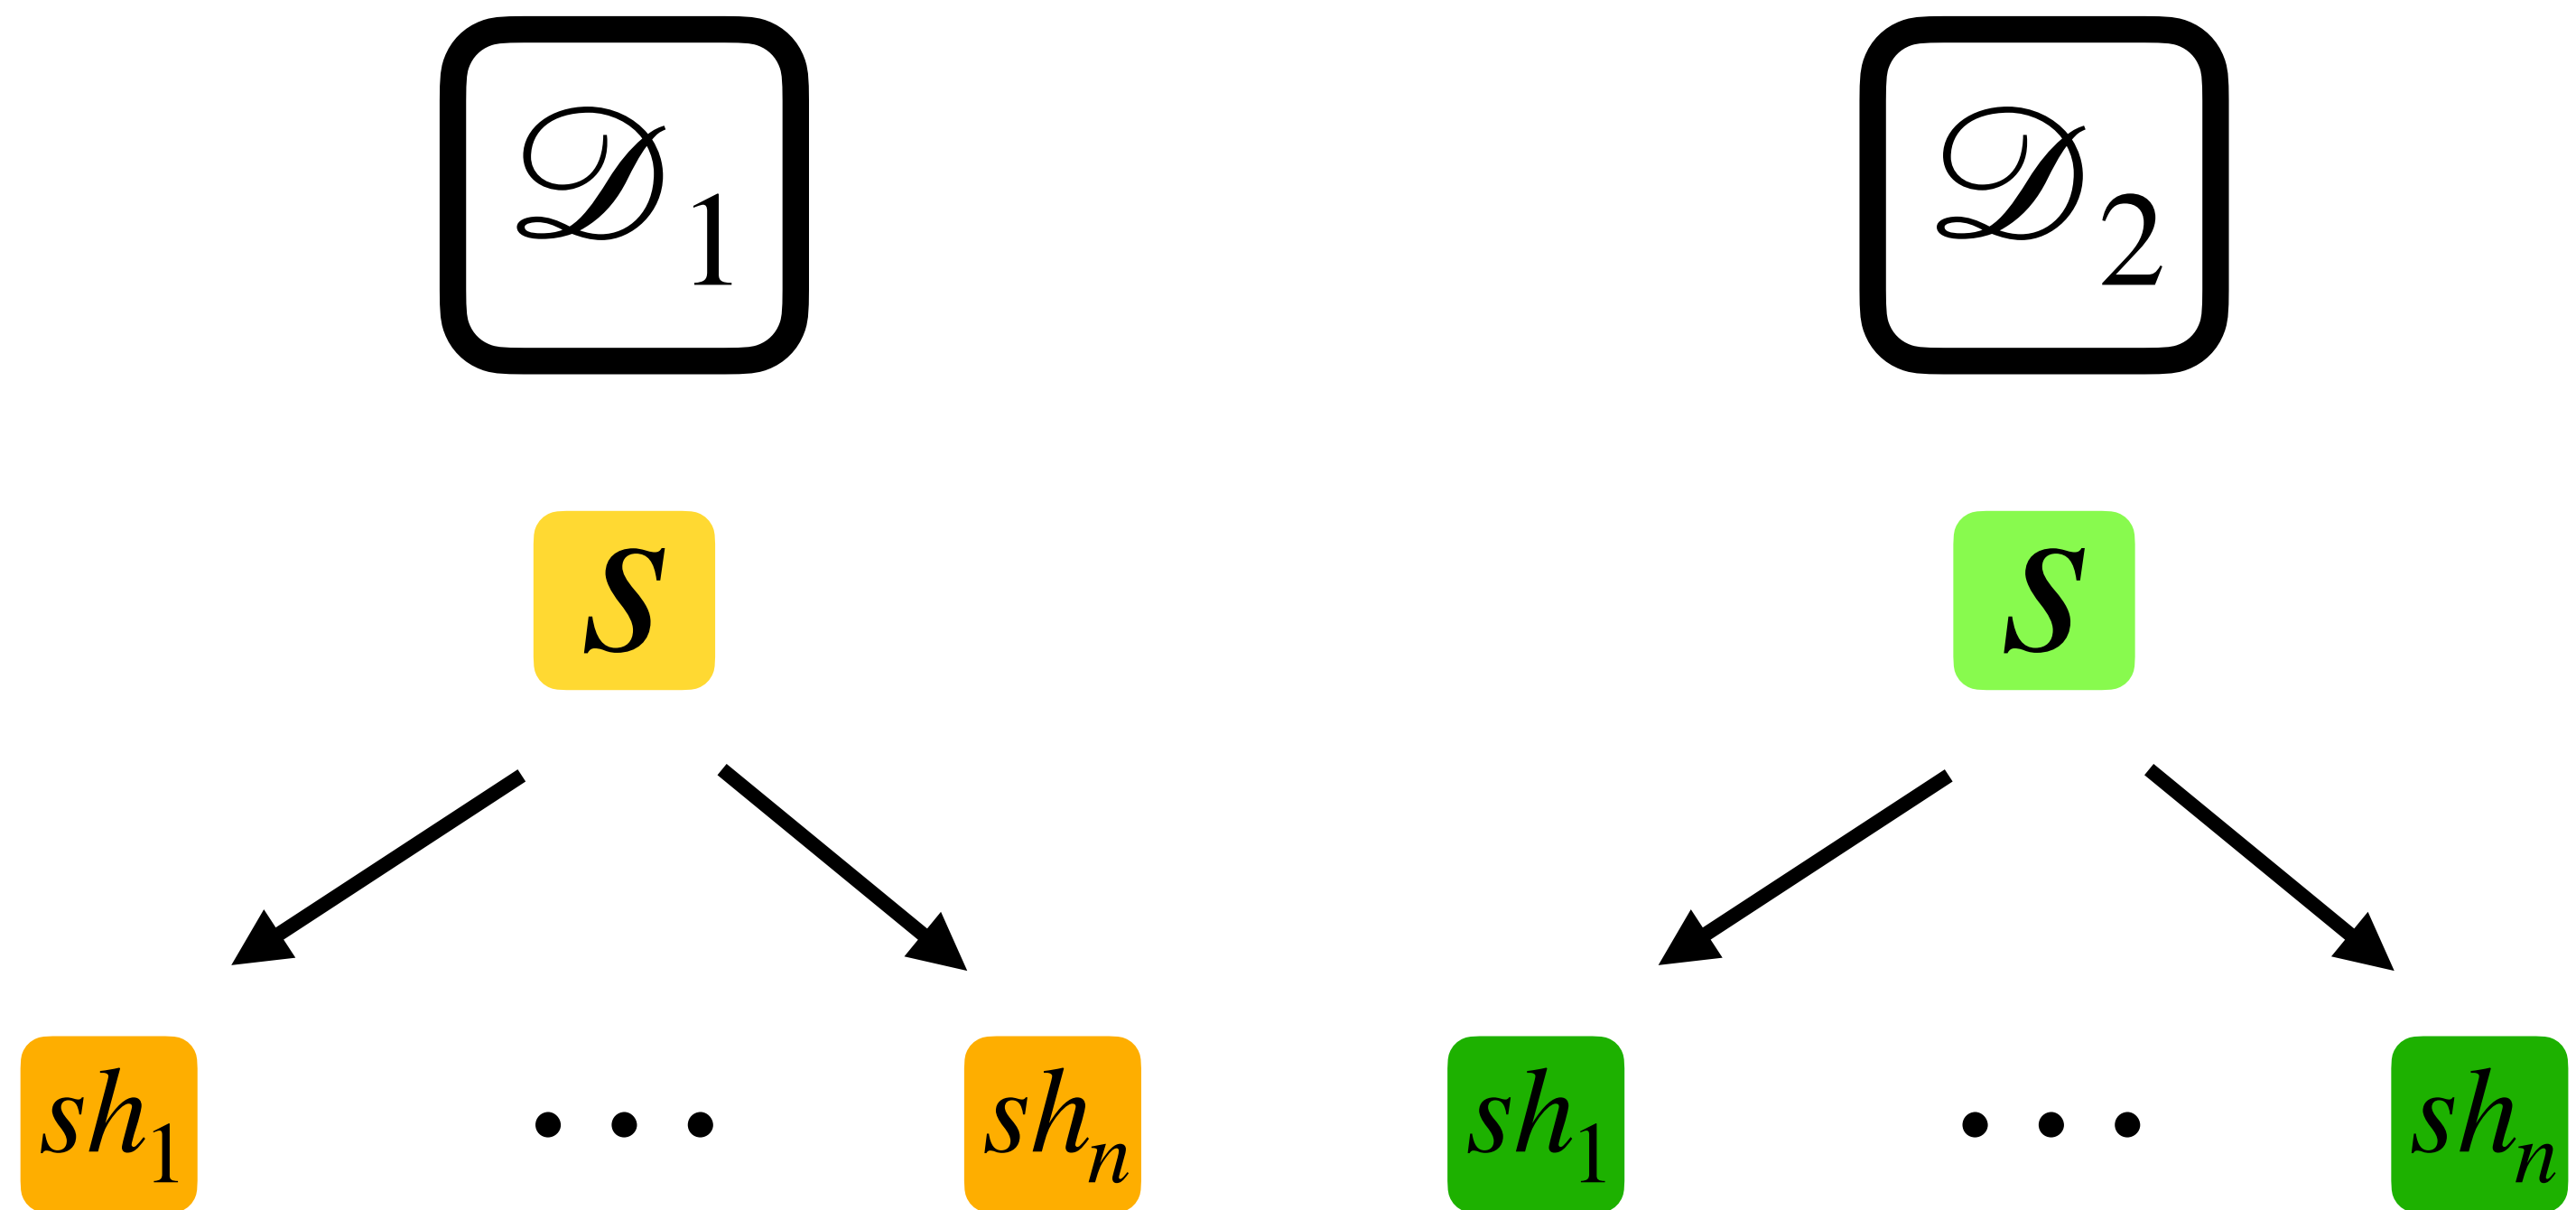 𝒟₁ 𝒟₂
s s
sh₁ . . . shₙ sh₁ . . . shₙ